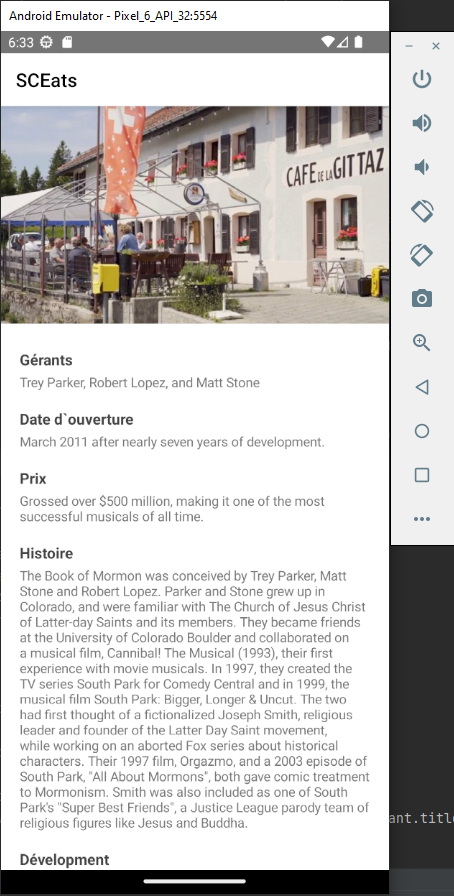 Android Emulator - Pixel_6_API_32:5554
6:33
SCEats
CAFE DE LA GITTAZ
Gérants
Trey Parker, Robert Lopez, and Matt Stone
Date d`ouverture
March 2011 after nearly seven years of development.
Prix
Grossed over $500 million, making it one of the most
successful musicals of all time.
Histoire
The Book of Mormon was conceived by Trey Parker, Matt
Stone and Robert Lopez. Parker and Stone grew up in
Colorado, and were familiar with The Church of Jesus Christ
of Latter-day Saints and its members. They became friends
at the University of Colorado Boulder and collaborated on
a musical film, Cannibal! The Musical (1993), their first
experience with movie musicals. In 1997, they created the
TV series South Park for Comedy Central and in 1999, the
musical film South Park: Bigger, Longer & Uncut. The two
had first thought of a fictionalized Joseph Smith, religious
leader and founder of the Latter Day Saint movement,
while working on an aborted Fox series about historical
characters. Their 1997 film, Orgazmo, and a 2003 episode of
South Park, "All About Mormons", both gave comic treatment
to Mormonism. Smith was also included as one of South
Park's "Super Best Friends", a Justice League parody team of
religious figures like Jesus and Buddha.
ant.title
Dévelopment